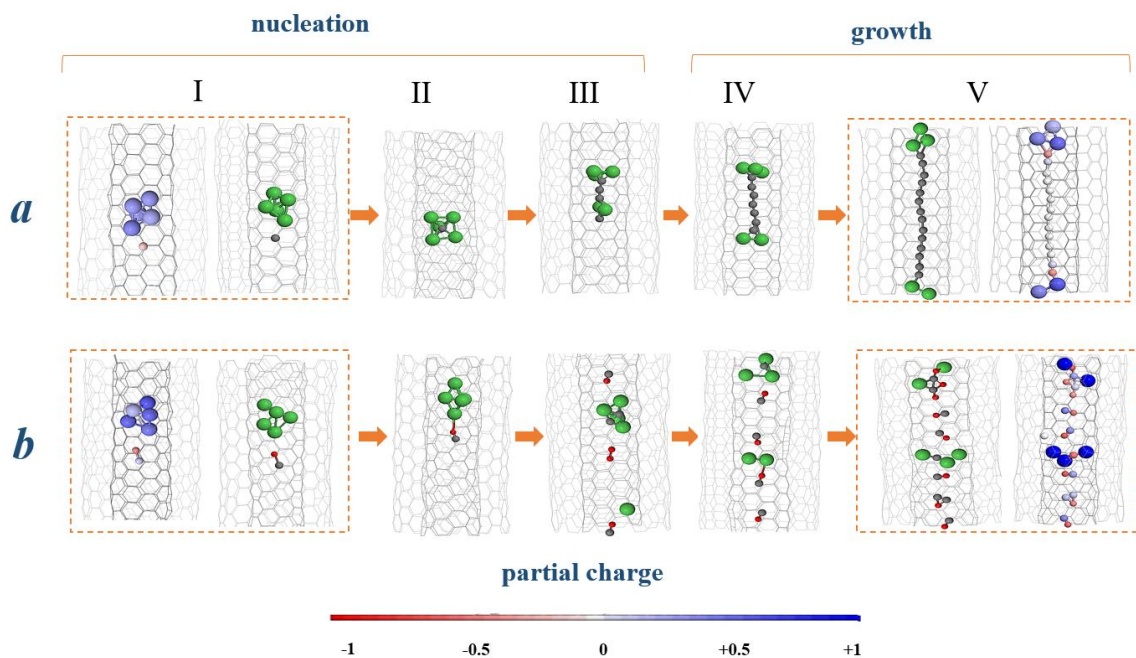 nucleation
growth
I
II
III
IV
V
a
b
partial charge
-1 -0.5 0 +0.5 +1